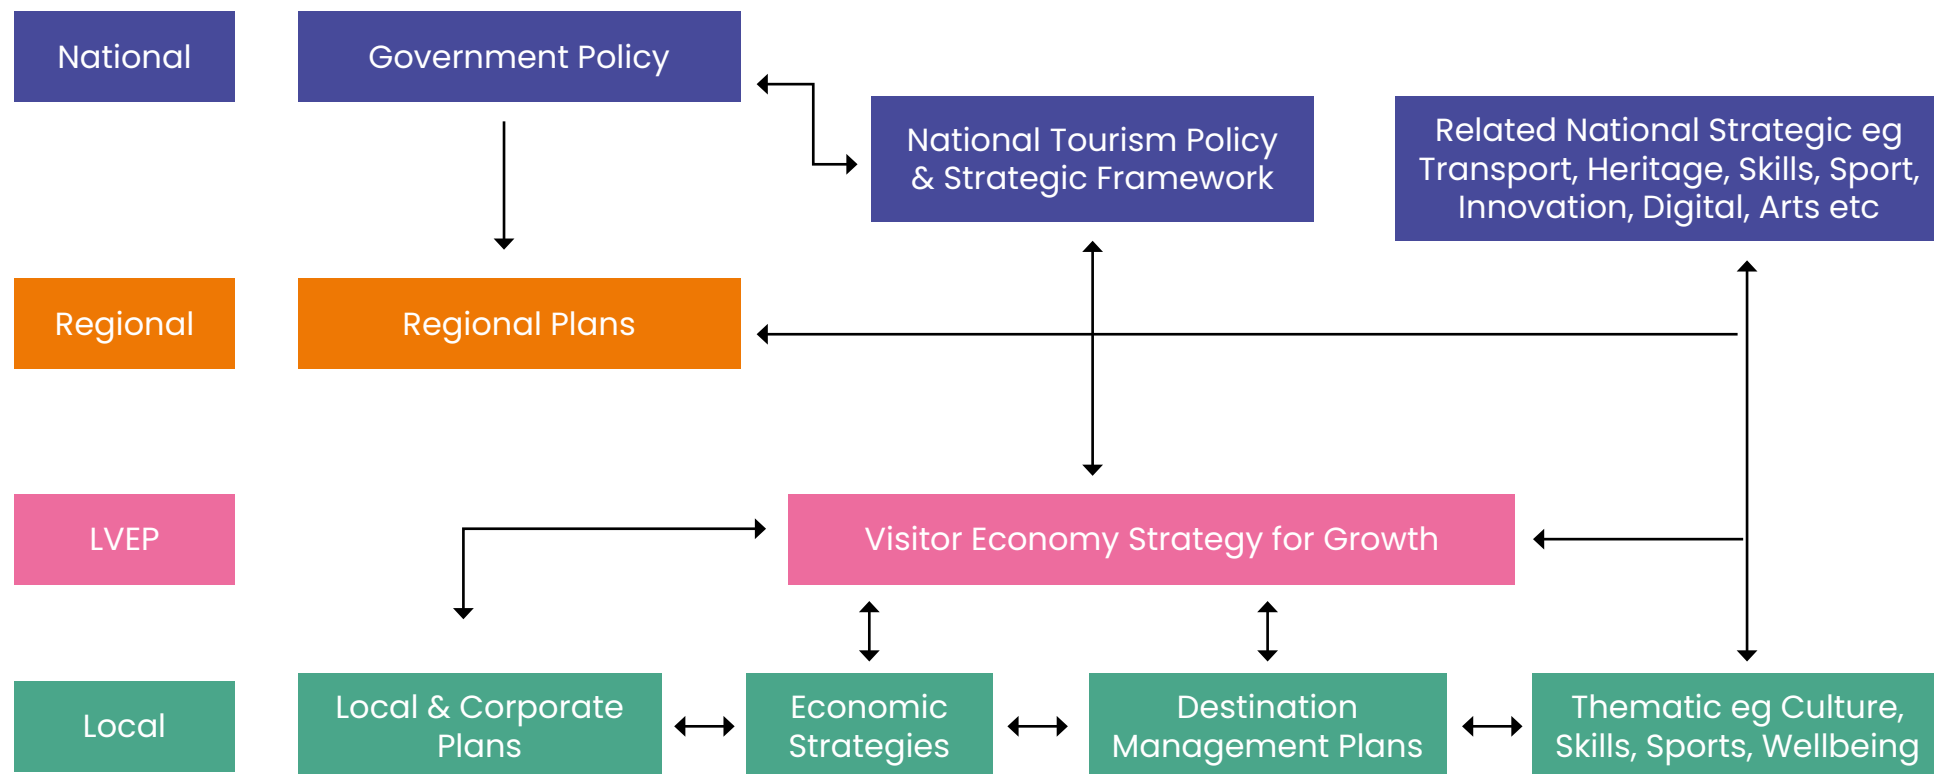 National
Government Policy
National Tourism Policy
& Strategic Framework
Related National Strategic eg
Transport, Heritage, Skills, Sport,
Innovation, Digital, Arts etc
Regional
Regional Plans
LVEP
Visitor Economy Strategy for Growth
Local
Local & Corporate
Plans
Economic
Strategies
Destination
Management Plans
Thematic eg Culture,
Skills, Sports, Wellbeing